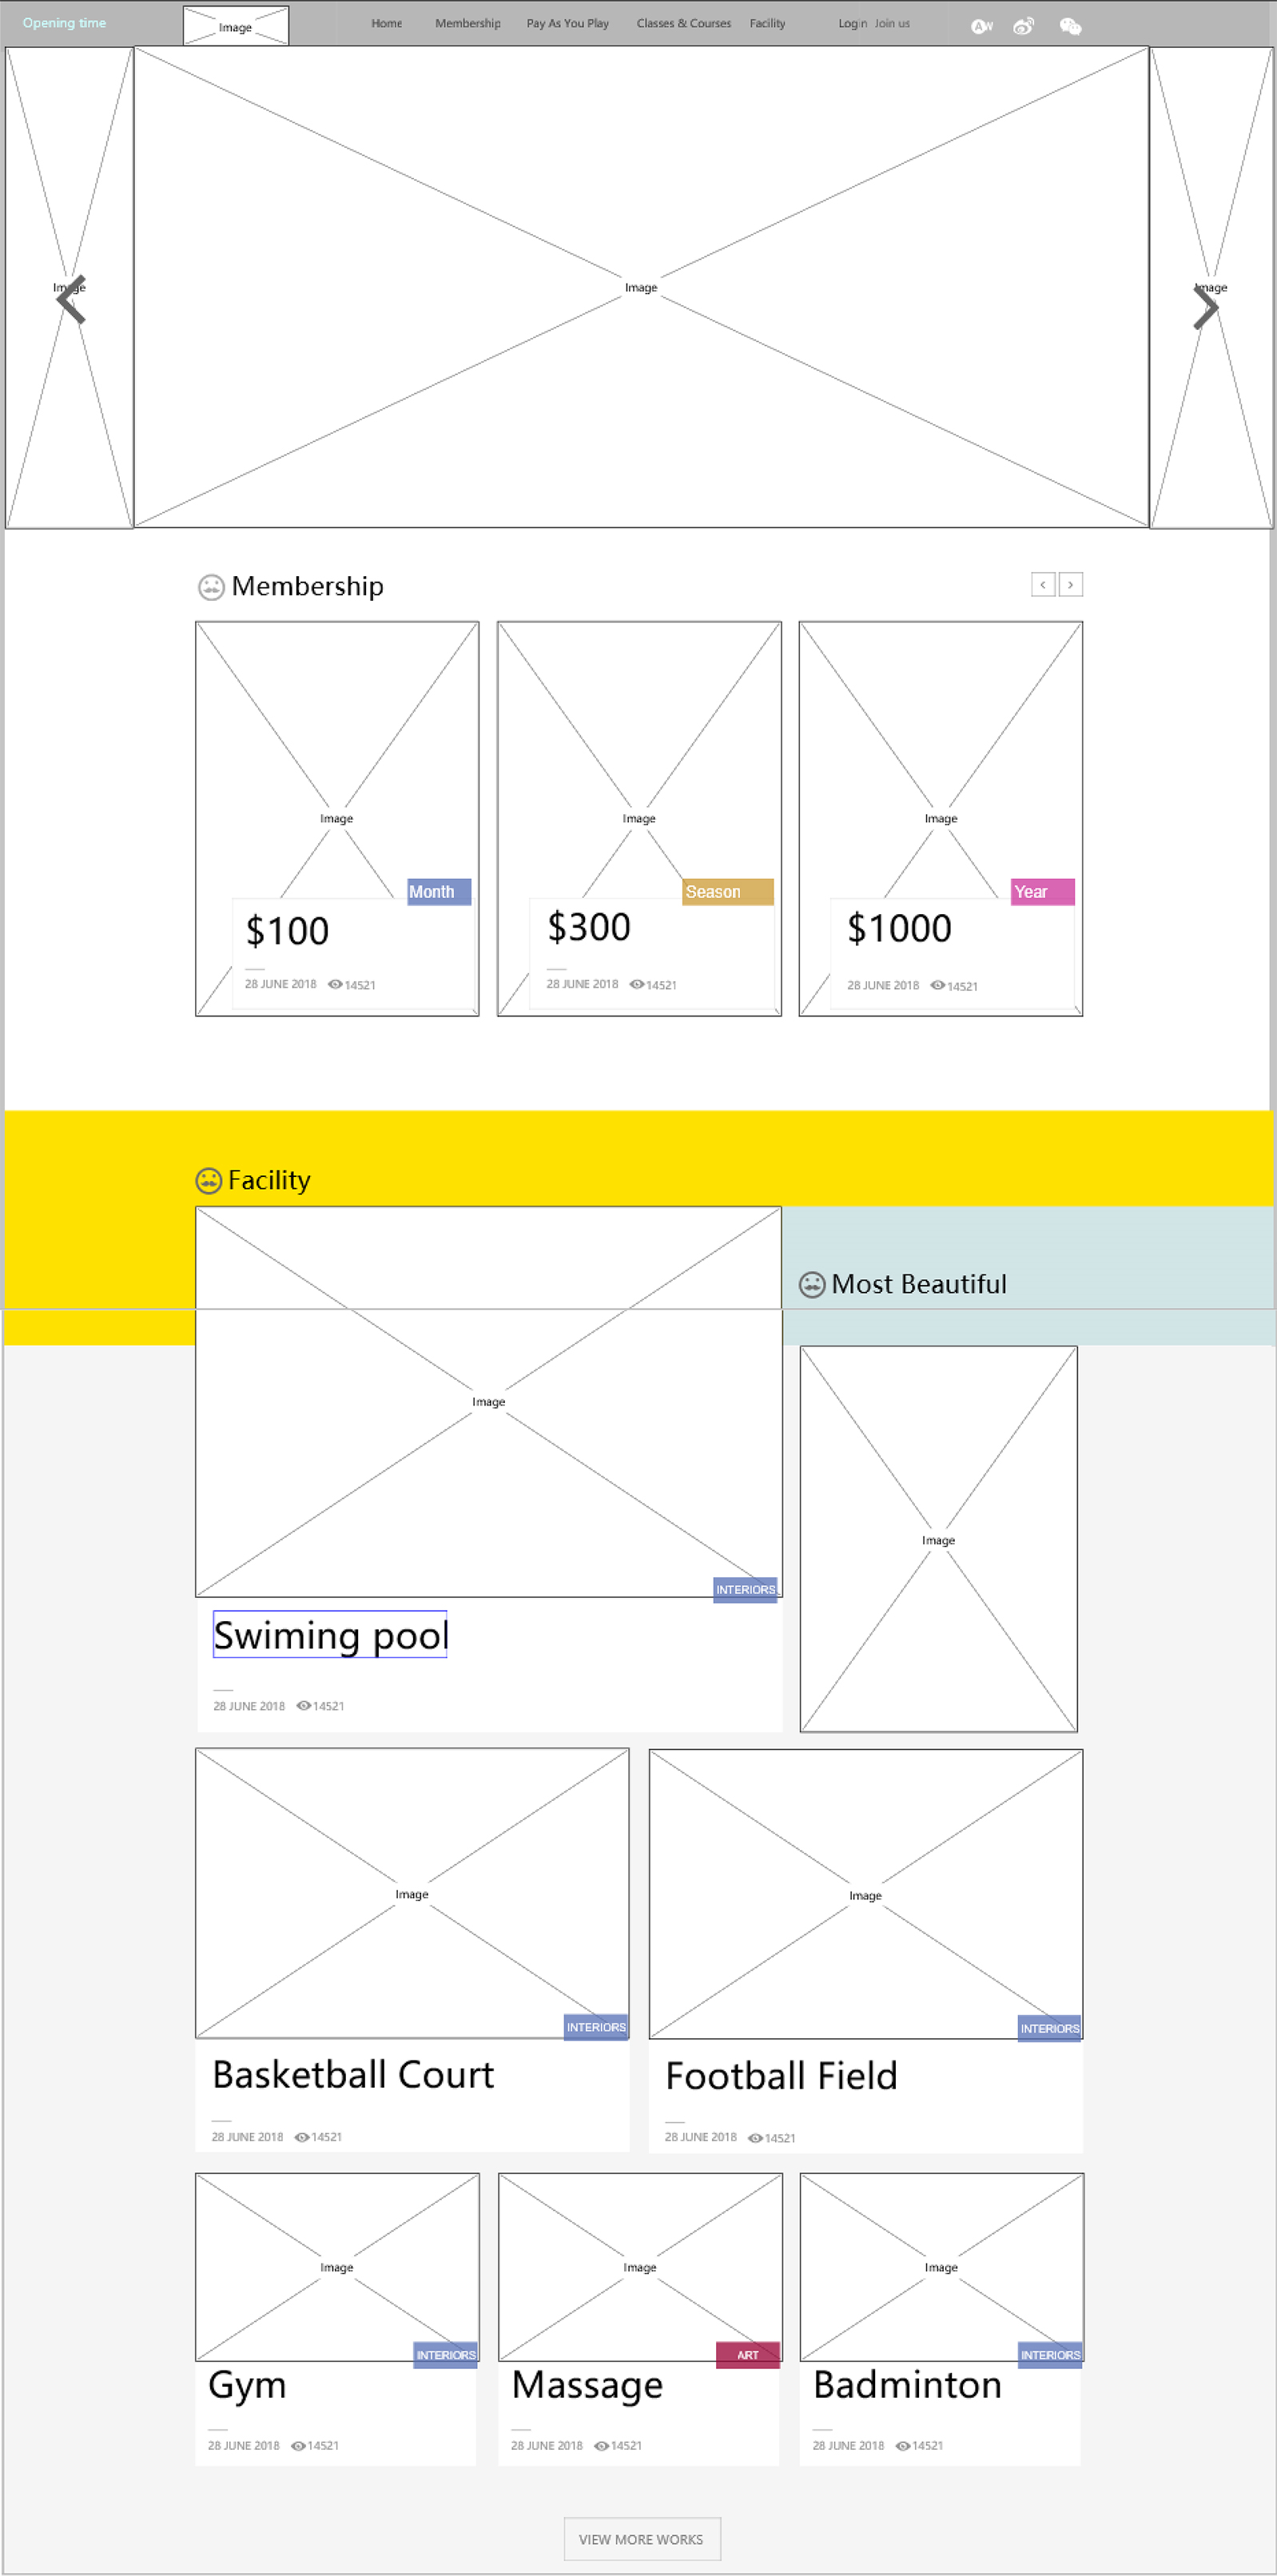 Opening time
Image
Home Membership Pay As You Play Classes & Courses Facility Login Join us
Image
Image
Image
Membership
Image
Image
Image
Month
Season
Year
$100
$300
$1000
28 JUNE 2018 14521
28 JUNE 2018 14521
28 JUNE 2018 14521
Facility
Most Beautiful
Image
Image
INTERIORS
Swiming pool
28 JUNE 2018 14521
Image
Image
INTERIORS
INTERIORS
Basketball Court
Football Field
28 JUNE 2018 14521
28 JUNE 2018 14521
Image
Image
Image
INTERIORS
ART
INTERIORS
Gym
Massage
Badminton
28 JUNE 2018 14521
28 JUNE 2018 14521
28 JUNE 2018 14521
VIEW MORE WORKS